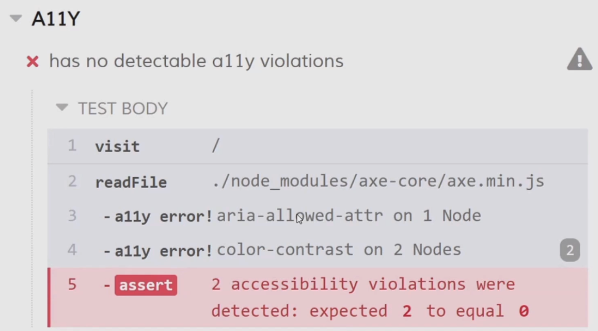 A11Y
has no detectable a11y violations
TEST BODY
1 visit /
2 readFile ./node_modules/axe-core/axe.min.js
3 -a11y error! aria-allowed-attr on 1 Node
4 -a11y error! color-contrast on 2 Nodes 2
5 -assert 2 accessibility violations were
detected: expected 2 to equal 0